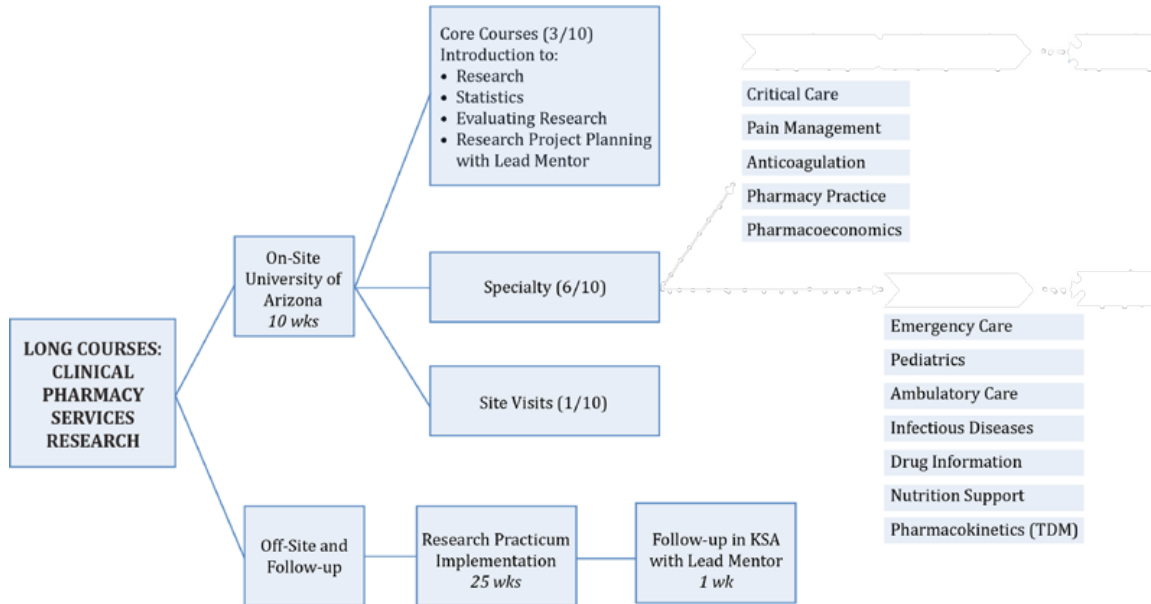 Core Courses (3/10)
Introduction to:
• Research
• Statistics
• Evaluating Research
• Research Project Planning
with Lead Mentor
Critical Care
Pain Management
Anticoagulation
Pharmacy Practice
Pharmacoeconomics
On-Site
University of
Arizona
10 wks
Specialty (6/10)
Emergency Care
Pediatrics
Ambulatory Care
Infectious Diseases
Drug Information
Nutrition Support
Pharmacokinetics (TDM)
LONG COURSES:
CLINICAL
PHARMACY
SERVICES
RESEARCH
Site Visits (1/10)
Off-Site and
Follow-up
Research Practicum
Implementation
25 wks
Follow-up in KSA
with Lead Mentor
1 wk